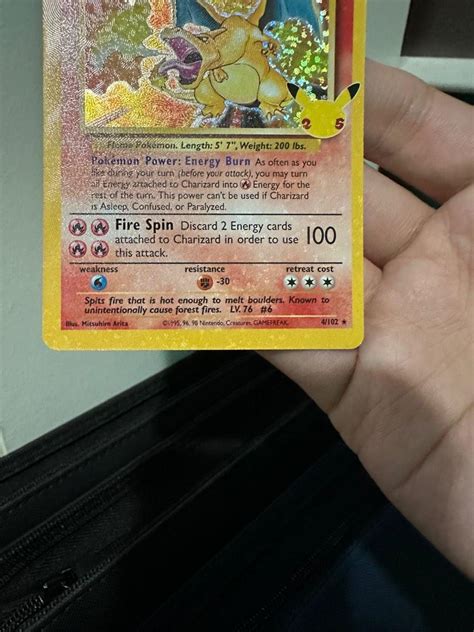 25
Flame Pokémon. Length: 5' 7", Weight: 200 lbs.
Pokémon Power: Energy Burn As often as you
like during your turn (before your attack), you may turn
all Energy attached to Charizard into Energy for the
rest of the turn. This power can't be used if Charizard
is Asleep, Confused, or Paralyzed.
Fire Spin Discard 2 Energy cards
attached to Charizard in order to use 100
this attack.
weakness resistance retreat cost
-30
Spits fire that is hot enough to melt boulders. Known to
unintentionally cause forest fires. LV. 76 #6
Illus. Mitsuhiro Arita ©1995, 96, 98 Nintendo, Creatures, GAMEFREAK. 4/102 ★